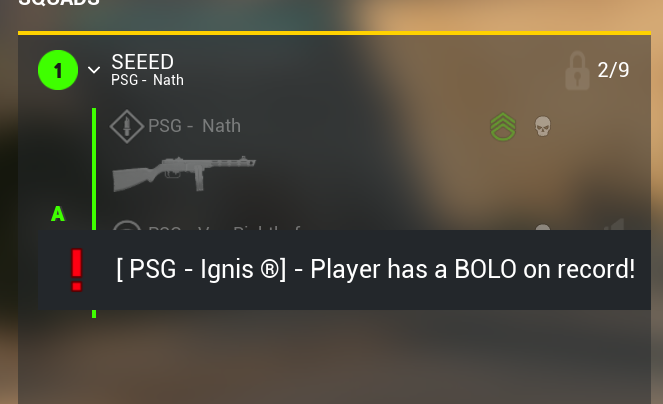 SQUADS
1
SEEED
PSG - Nath
2/9
PSG - Nath
A
[ PSG - Ignis ®] - Player has a BOLO on record!